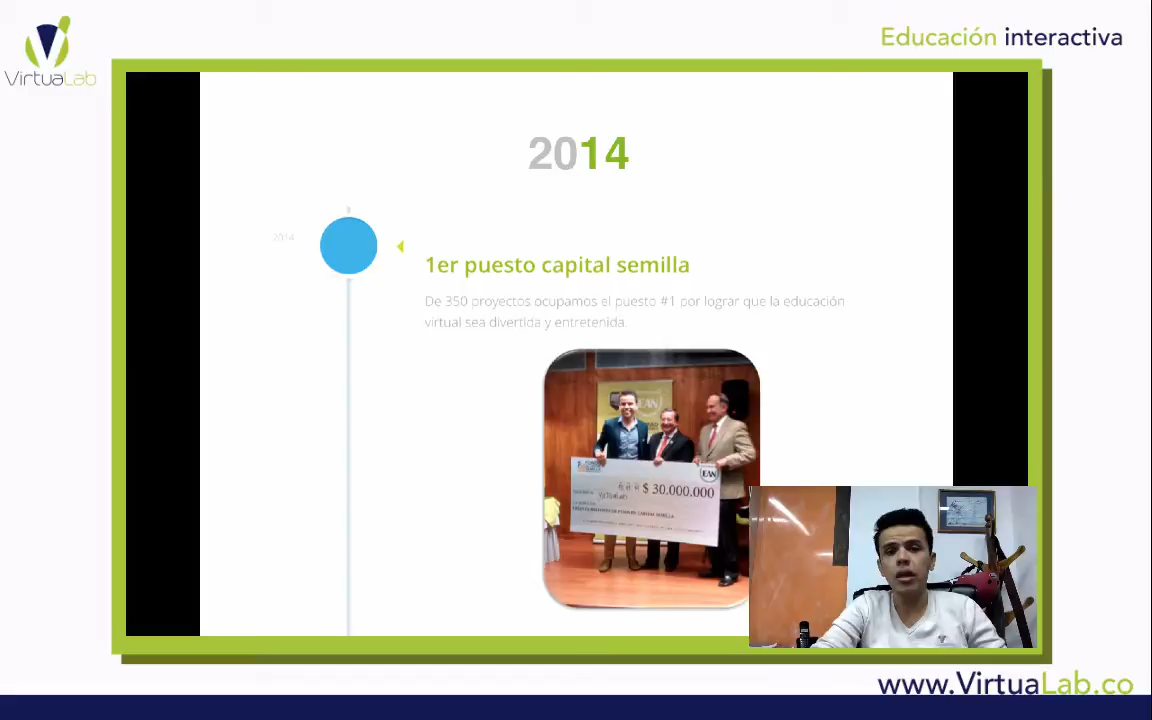 VirtuaLab
Educación interactiva
2014
2014
1er puesto capital semilla
De 350 proyectos ocupamos el puesto #1 por lograr que la educación
virtual sea divertida y entretenida.
EAN
EAN
$ 30.000.000
www.VirtuaLab.co